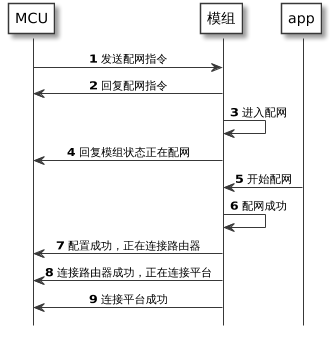 MCU 模组 app
1 发送配网指令
2 回复配网指令
3 进入配网
4 回复模组状态正在配网
5 开始配网
6 配网成功
7 配置成功，正在连接路由器
8 连接路由器成功，正在连接平台
9 连接平台成功